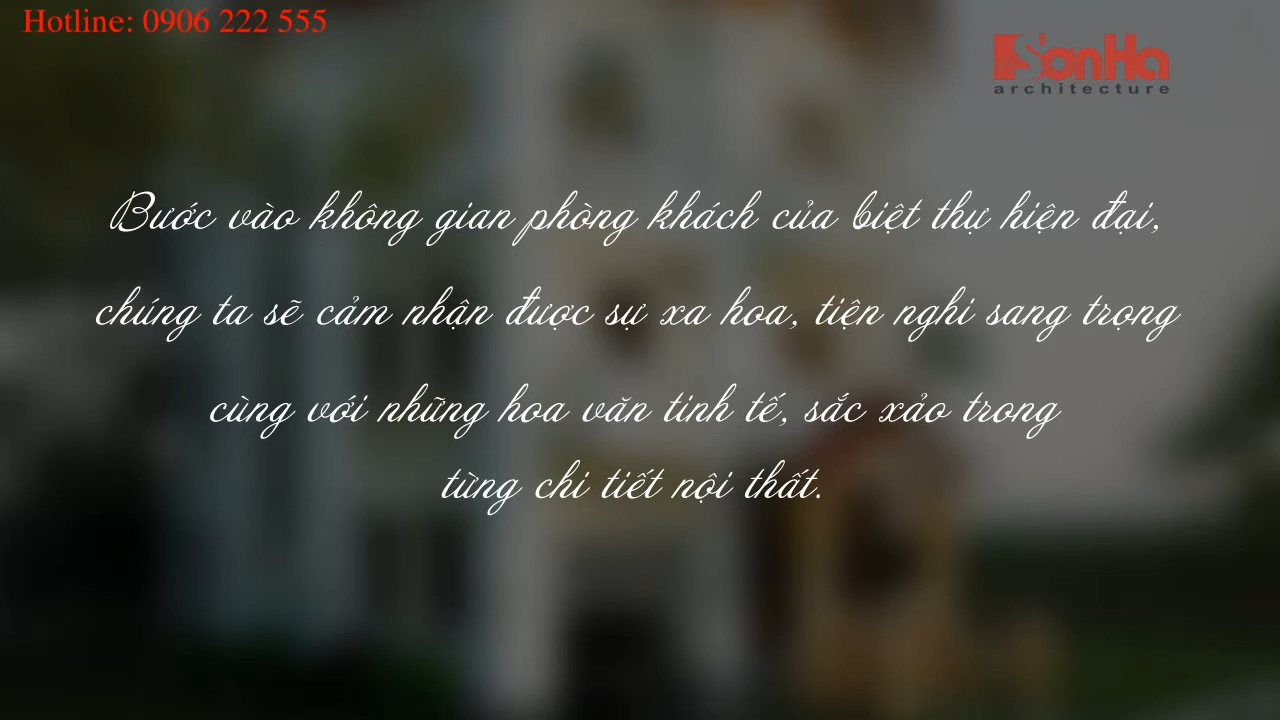 Hotline: 0906 222 555
SonHa
architecture
Bước vào không gian phòng khách của biệt thự hiện đại,
chúng ta sẽ cảm nhận được sự xa hoa, tiện nghi sang trọng
cùng với những hoa văn tinh tế, sắc xảo trong
từng chi tiết nội thất.